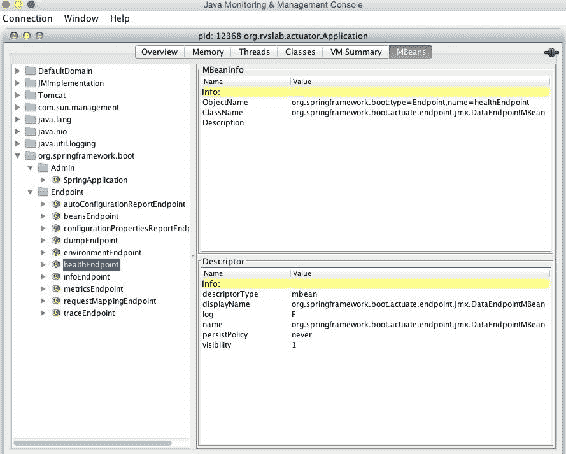 Java Monitoring & Management Console
Connection Window Help
pid: 12368 org.rvslab.actuator.Application
Overview Memory Threads Classes VM Summary MBeans
DefaultDomain
JMImplementation
Tomcat
com.sun.management
java.lang
java.nio
java.util.logging
org.springframework.boot
Admin
SpringApplication
Endpoint
autoConfigurationReportEndpoint
beansEndpoint
configurationPropertiesReportEndp
dumpEndpoint
environmentEndpoint
healthEndpoint
infoEndpoint
metricsEndpoint
requestMappingEndpoint
traceEndpoint
MBeanInfo
Name Value
Info:
ObjectName org.springframework.boot:type=Endpoint,name=healthEndpoint
ClassName org.springframework.boot.actuate.endpoint.jmx.DataEndpointMBean
Description
Descriptor
Name Value
Info:
descriptorType mbean
displayName org.springframework.boot.actuate.endpoint.jmx.DataEndpointMBean
log F
name org.springframework.boot.actuate.endpoint.jmx.DataEndpointMBean
persistPolicy never
visibility 1